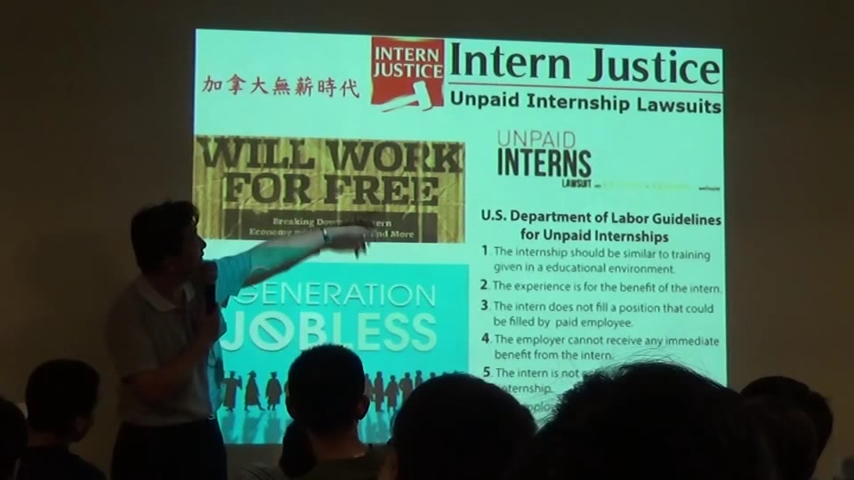 加拿大無薪時代
INTERN
JUSTICE
Intern Justice
Unpaid Internship Lawsuits
WILL WORK
FOR FREE
Breaking Down
Economy
and More
GENERATION
JOBLESS
UNPAID
INTERNS
LAWSUIT
U.S. Department of Labor Guidelines
for Unpaid Internships
1 The internship should be similar to training
given in a educational environment.
2 The experience is for the benefit of the intern.
3 The intern does not fill a position that could
be filled by paid employee.
4 The employer cannot receive any immediate
benefit from the intern.
5 The intern is not
internship.